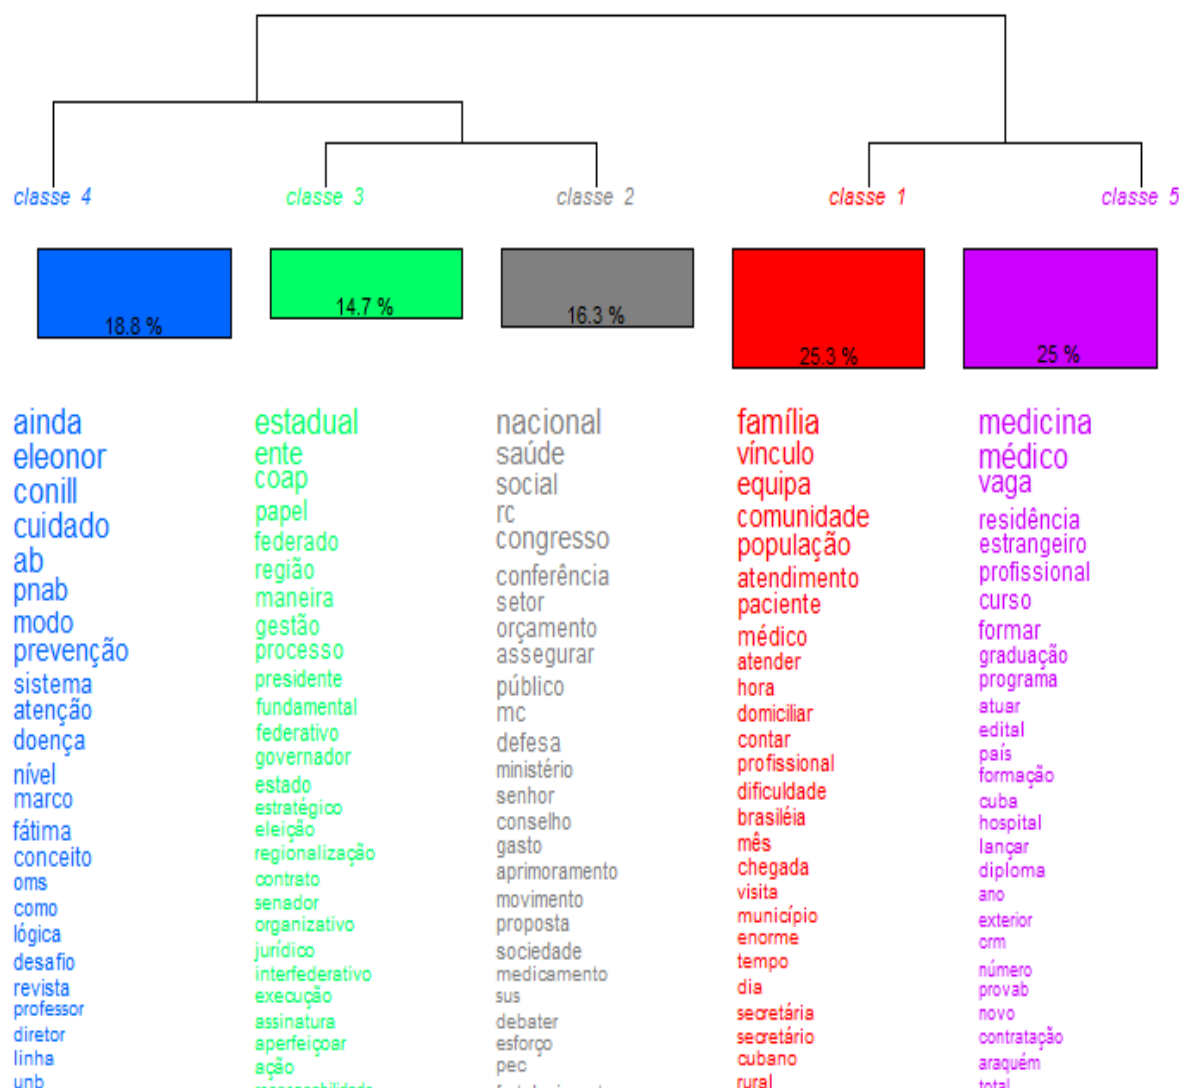 classe 4
classe 3
classe 2
classe 1
classe 5
18.8 %
14.7 %
16.3 %
25.3 %
25 %
ainda
eleonor
conill
cuidado
ab
pnab
modo
prevenção
sistema
atenção
doença
nível
marco
fátima
conceito
oms
como
lógica
desafio
revista
professor
diretor
linha
unb
estadual
ente
coap
papel
federado
região
maneira
gestão
processo
presidente
fundamental
federativo
governador
estado
estratégico
eleição
regionalização
contrato
senador
organizativo
jurídico
interfederativo
execução
assinatura
aperfeiçoar
ação
nacional
saúde
social
rc
congresso
conferência
setor
orçamento
assegurar
público
mc
defesa
ministério
senhor
conselho
gasto
aprimoramento
movimento
proposta
sociedade
medicamento
sus
debater
esforço
pec
família
vínculo
equipa
comunidade
população
atendimento
paciente
médico
atender
hora
domiciliar
contar
profissional
dificuldade
brasiléia
mês
chegada
visita
município
enorme
tempo
dia
secretária
secretário
cubano
rural
medicina
médico
vaga
residência
estrangeiro
profissional
curso
formar
graduação
programa
atuar
edital
país
formação
cuba
hospital
lançar
diploma
ano
exterior
crm
número
provab
novo
contratação
araquém
total